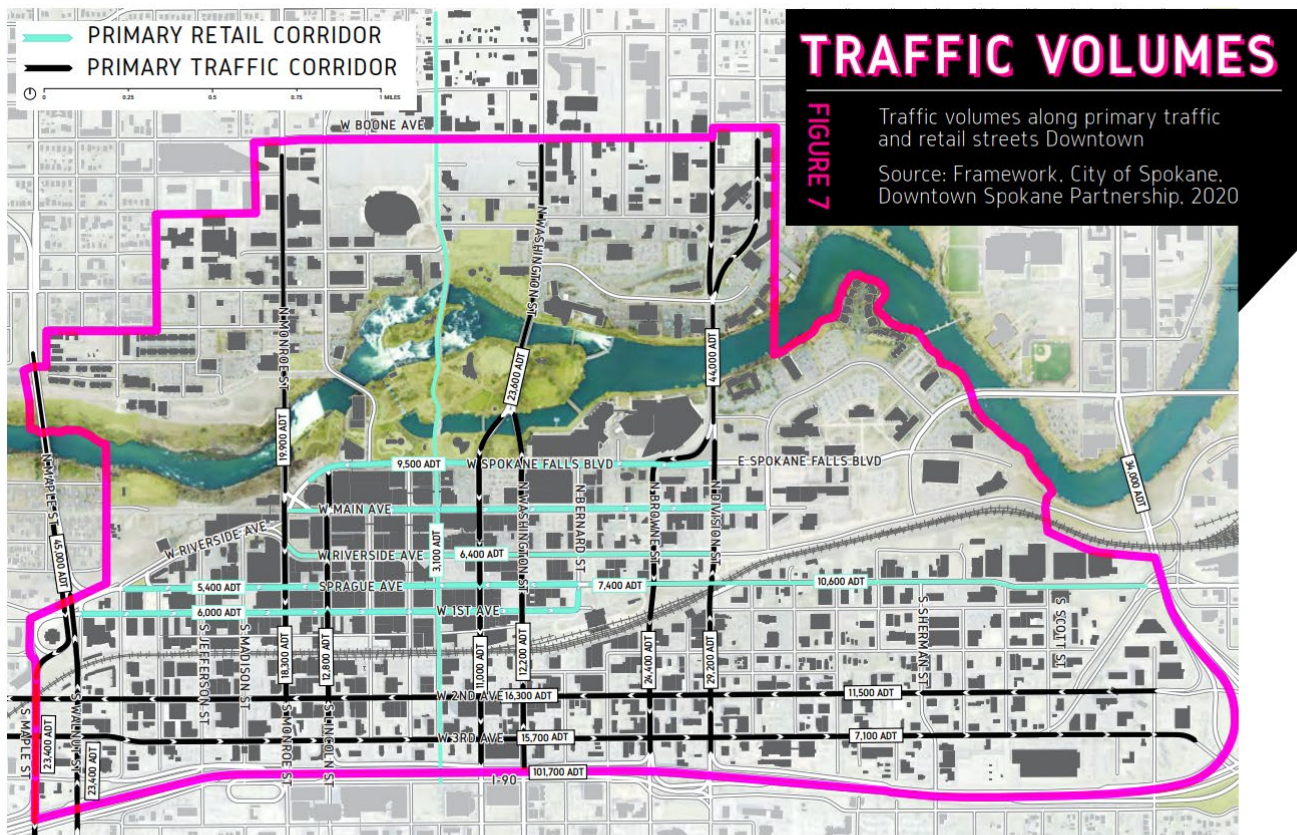 PRIMARY RETAIL CORRIDOR
PRIMARY TRAFFIC CORRIDOR
0 0.25 0.5 0.75 1 MILES
TRAFFIC VOLUMES
FIGURE 7
Traffic volumes along primary traffic
and retail streets Downtown
Source: Framework, City of Spokane,
Downtown Spokane Partnership, 2020
W BOONE AVE
N WASHINGTON ST
N MONROE ST
44,000 ADT
23,600 ADT
19,900 ADT
N MAPLE ST
45,000 ADT
9,500 ADT
W SPOKANE FALLS BLVD
E SPOKANE FALLS BLVD
36,000 ADT
W MAIN AVE
N WASHINGTON ST
N BERNARD ST
N BROWNE ST
N DIVISION ST
W RIVERSIDE AVE
W RIVERSIDE AVE
3,100 ADT
6,400 ADT
5,400 ADT
SPRAGUE AVE
7,400 ADT
10,600 ADT
6,000 ADT
W 1ST AVE
S JEFFERSON ST
S MADISON ST
18,300 ADT
12,800 ADT
11,000 ADT
12,200 ADT
24,400 ADT
29,200 ADT
S SHERMAN ST
S SCOTT ST
W 2ND AVE
16,300 ADT
11,500 ADT
S MAPLE ST
23,400 ADT
S WALNUT ST
23,400 ADT
S MONROE ST
S LINCOLN ST
W 3RD AVE
15,700 ADT
7,100 ADT
I-90
101,700 ADT